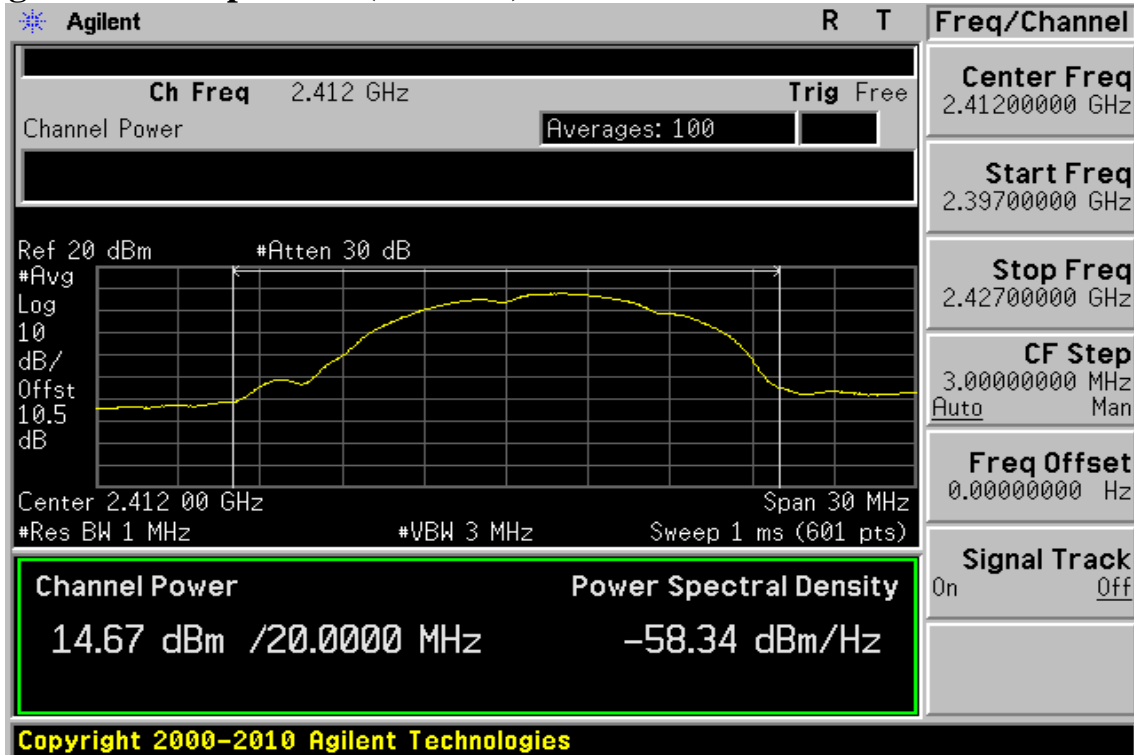 Agilent R T
Freq/Channel
Ch Freq 2.412 GHz Trig Free
Channel Power Averages: 100
Ref 20 dBm #Atten 30 dB
#Avg
Log
10
dB/
Offst
10.5
dB
Center 2.412 00 GHz Span 30 MHz
#Res BW 1 MHz #VBW 3 MHz Sweep 1 ms (601 pts)
Channel Power Power Spectral Density
14.67 dBm /20.0000 MHz -58.34 dBm/Hz
Center Freq
2.41200000 GHz
Start Freq
2.39700000 GHz
Stop Freq
2.42700000 GHz
CF Step
3.00000000 MHz
Auto Man
Freq Offset
0.00000000 Hz
Signal Track
On Off
Copyright 2000-2010 Agilent Technologies